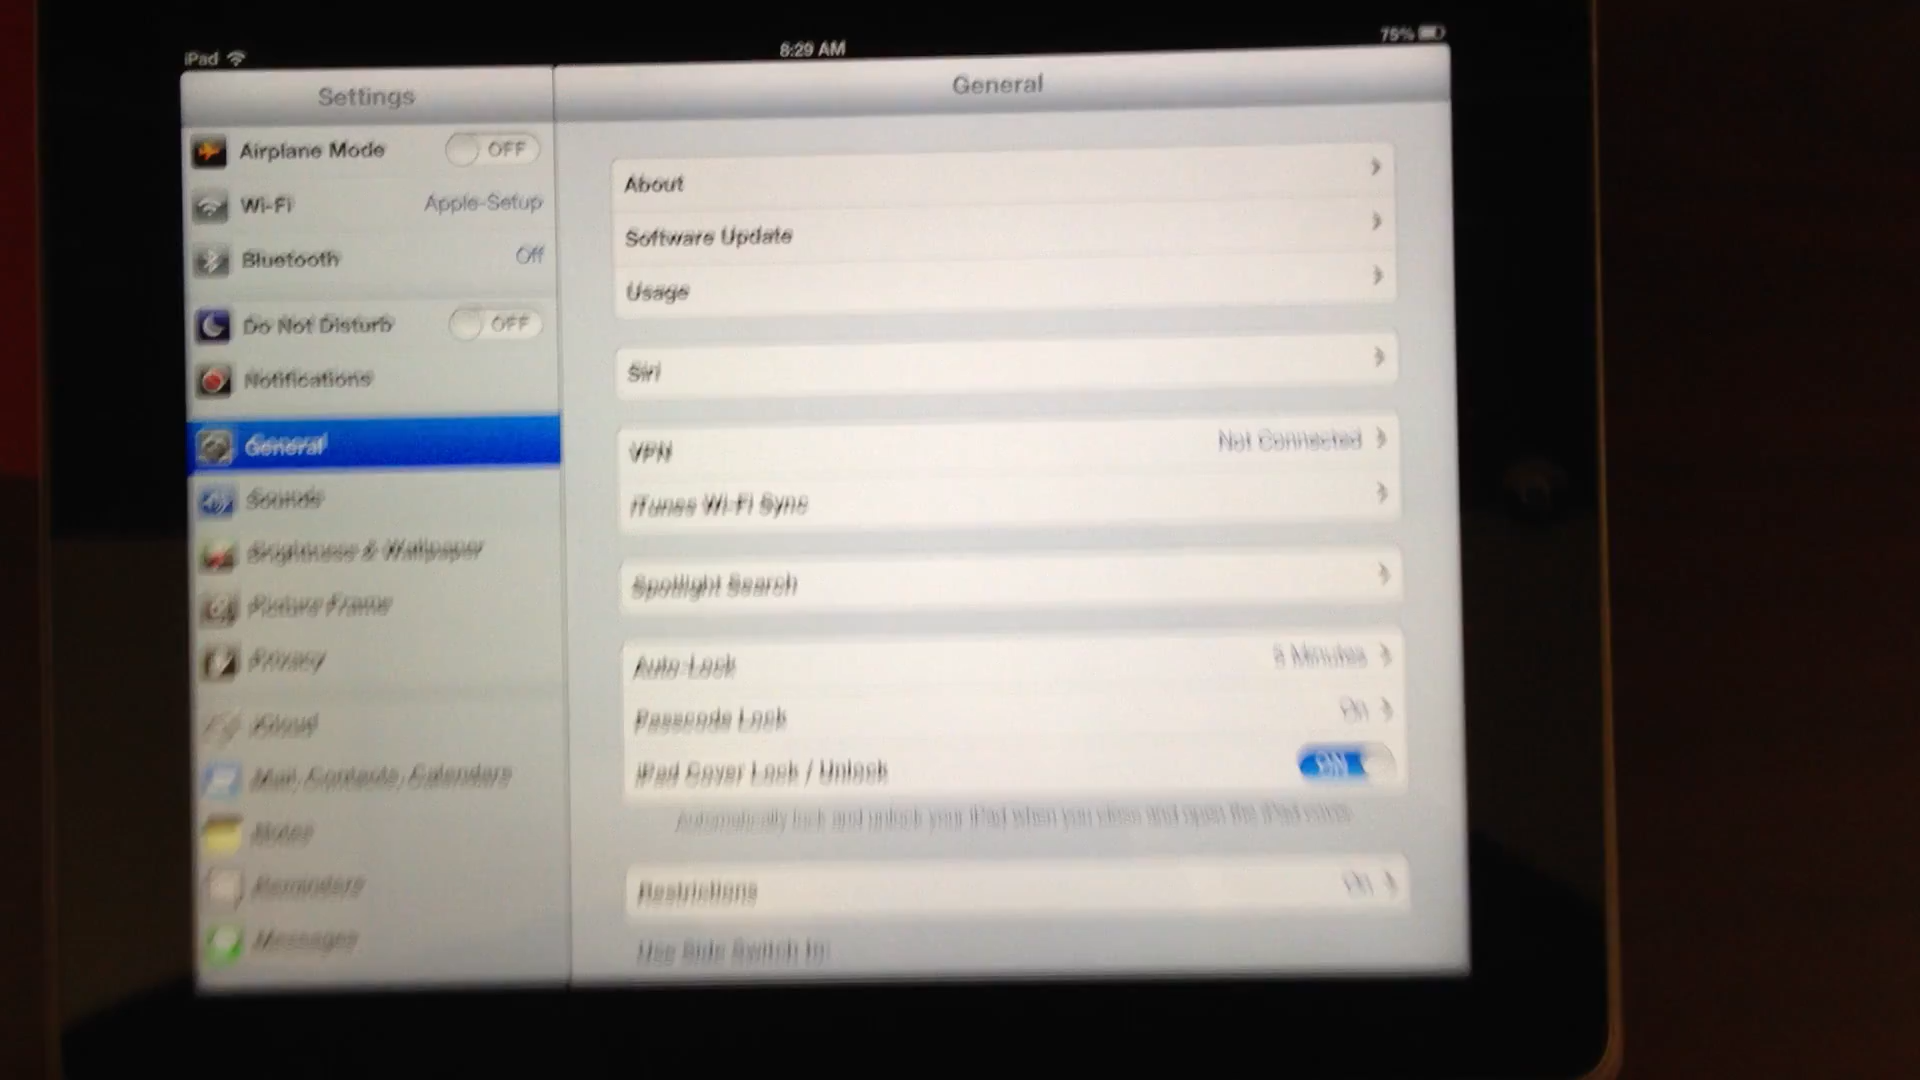 iPad
8:29 AM
75%
Settings
General
Airplane Mode
OFF
Wi-Fi
Apple-Setup
Bluetooth
Off
Do Not Disturb
OFF
Notifications
General
Sounds
Brightness & Wallpaper
Picture Frame
Privacy
iCloud
Mail, Contacts, Calendars
Notes
Reminders
Messages
About
Software Update
Usage
Siri
VPN
Not Connected
iTunes Wi-Fi Sync
Spotlight Search
Auto-Lock
Minutes
Passcode Lock
On
iPad Cover Lock / Unlock
ON
Automatically lock and unlock your iPad when you close and open the iPad cover.
Restrictions
On
Use Side Switch to: